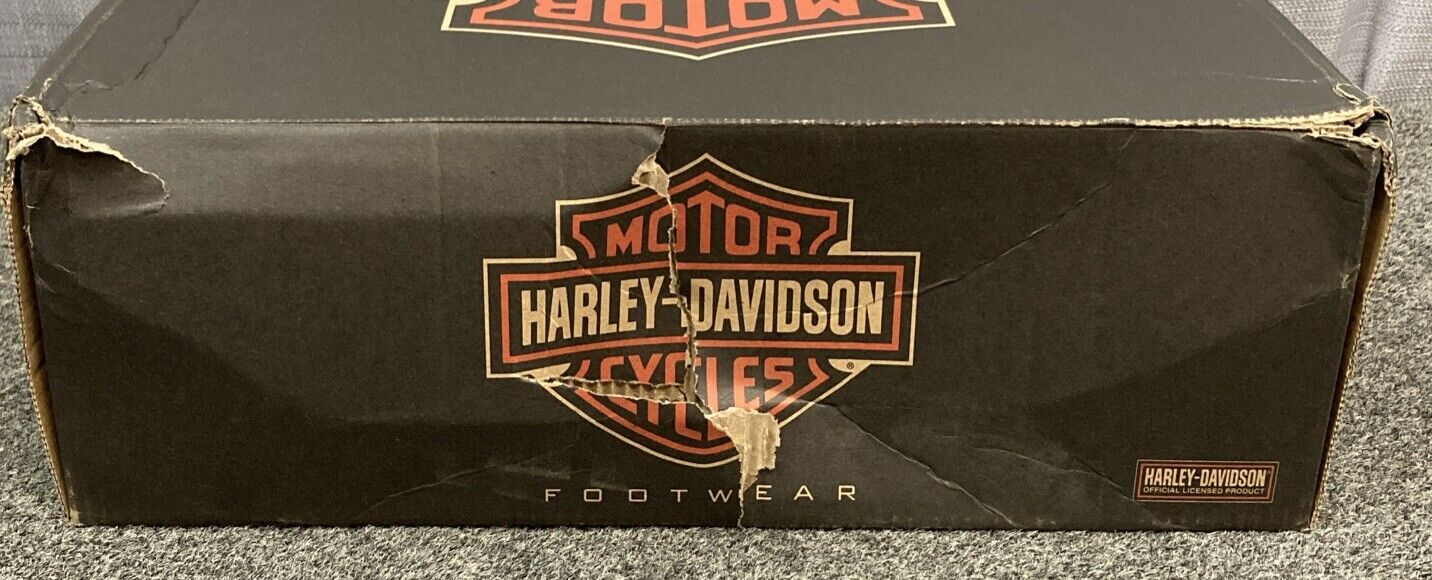 MOTOR
MOTOR
HARLEY-DAVIDSON
CYCLES
®
FOOTWEAR
HARLEY-DAVIDSON
OFFICIAL LICENSED PRODUCT